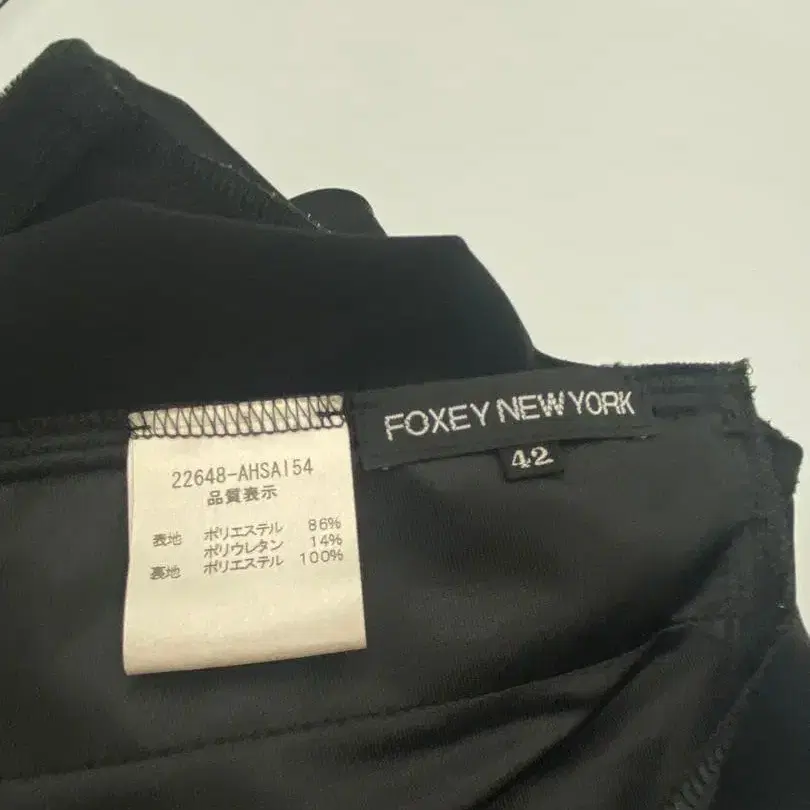 FOXEY NEW YORK
42
22648-AHSA154
品質表示
表地 ポリエステル 86%
ポリウレタン 14%
裏地 ポリエステル 100%